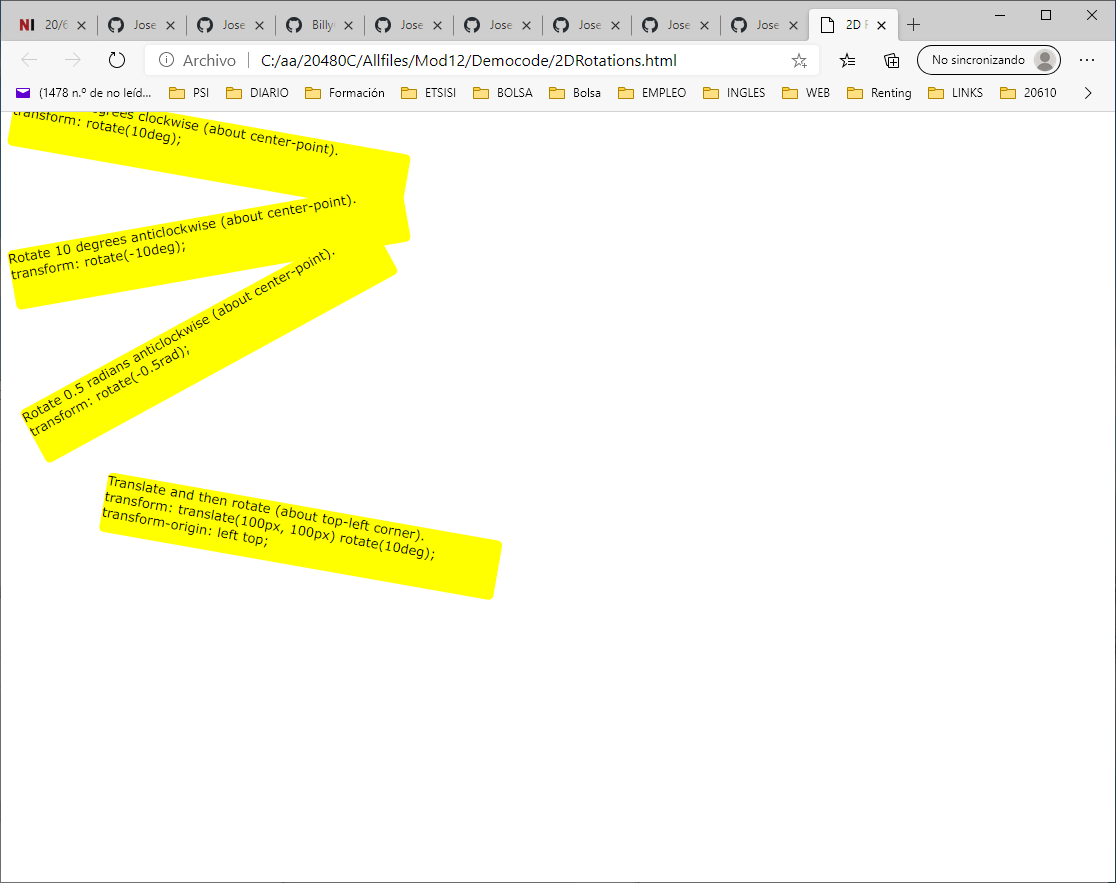 NI 20/6
Jose
Jose
Billy
Jose
Jose
Jose
Jose
Jose
2D
Archivo C:/aa/20480C/Allfiles/Mod12/Democode/2DRotations.html
No sincronizando
(1478 n.º de no leíd... PSI DIARIO Formación ETSISI BOLSA Bolsa EMPLEO INGLES WEB Renting LINKS 20610
degrees clockwise (about center-point).
transform: rotate(10deg);
Rotate 10 degrees anticlockwise (about center-point).
transform: rotate(-10deg);
Rotate 0.5 radians anticlockwise (about center-point).
transform: rotate(-0.5rad);
Translate and then rotate (about top-left corner).
transform: translate(100px, 100px) rotate(10deg);
transform-origin: left top;